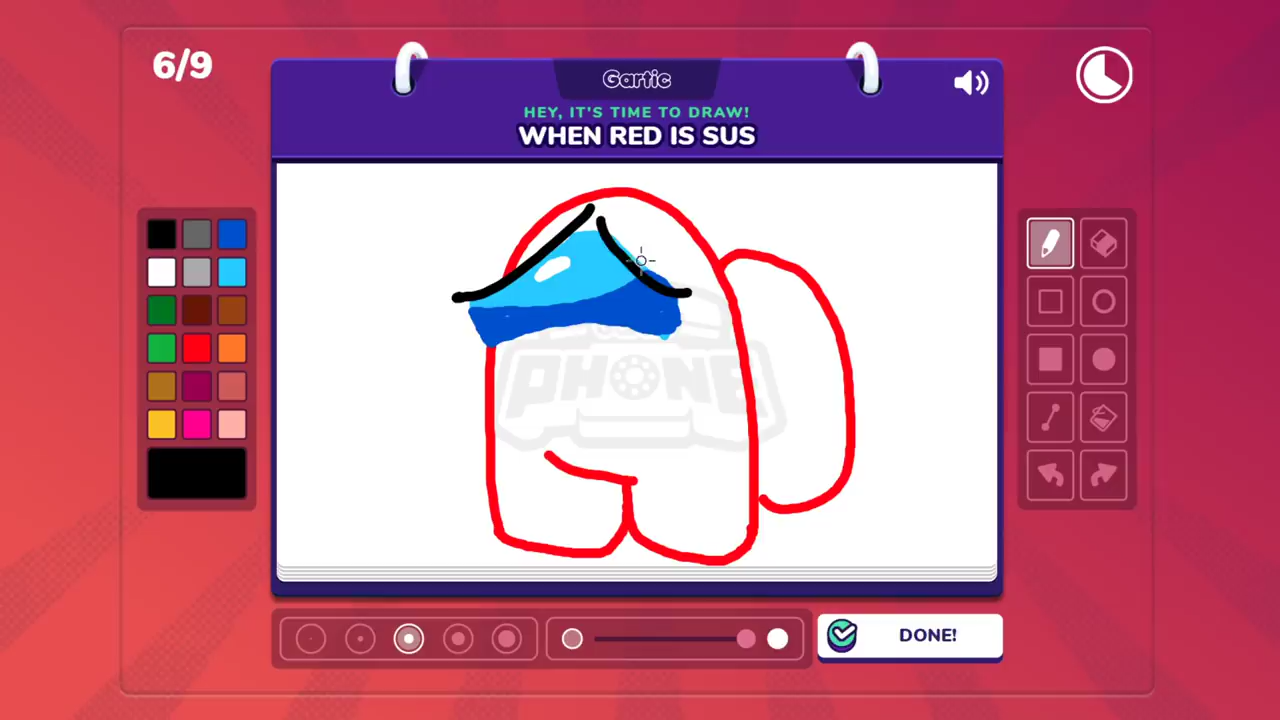 6/9
Gartic
HEY, IT'S TIME TO DRAW!
WHEN RED IS SUS
PHONE
DONE!